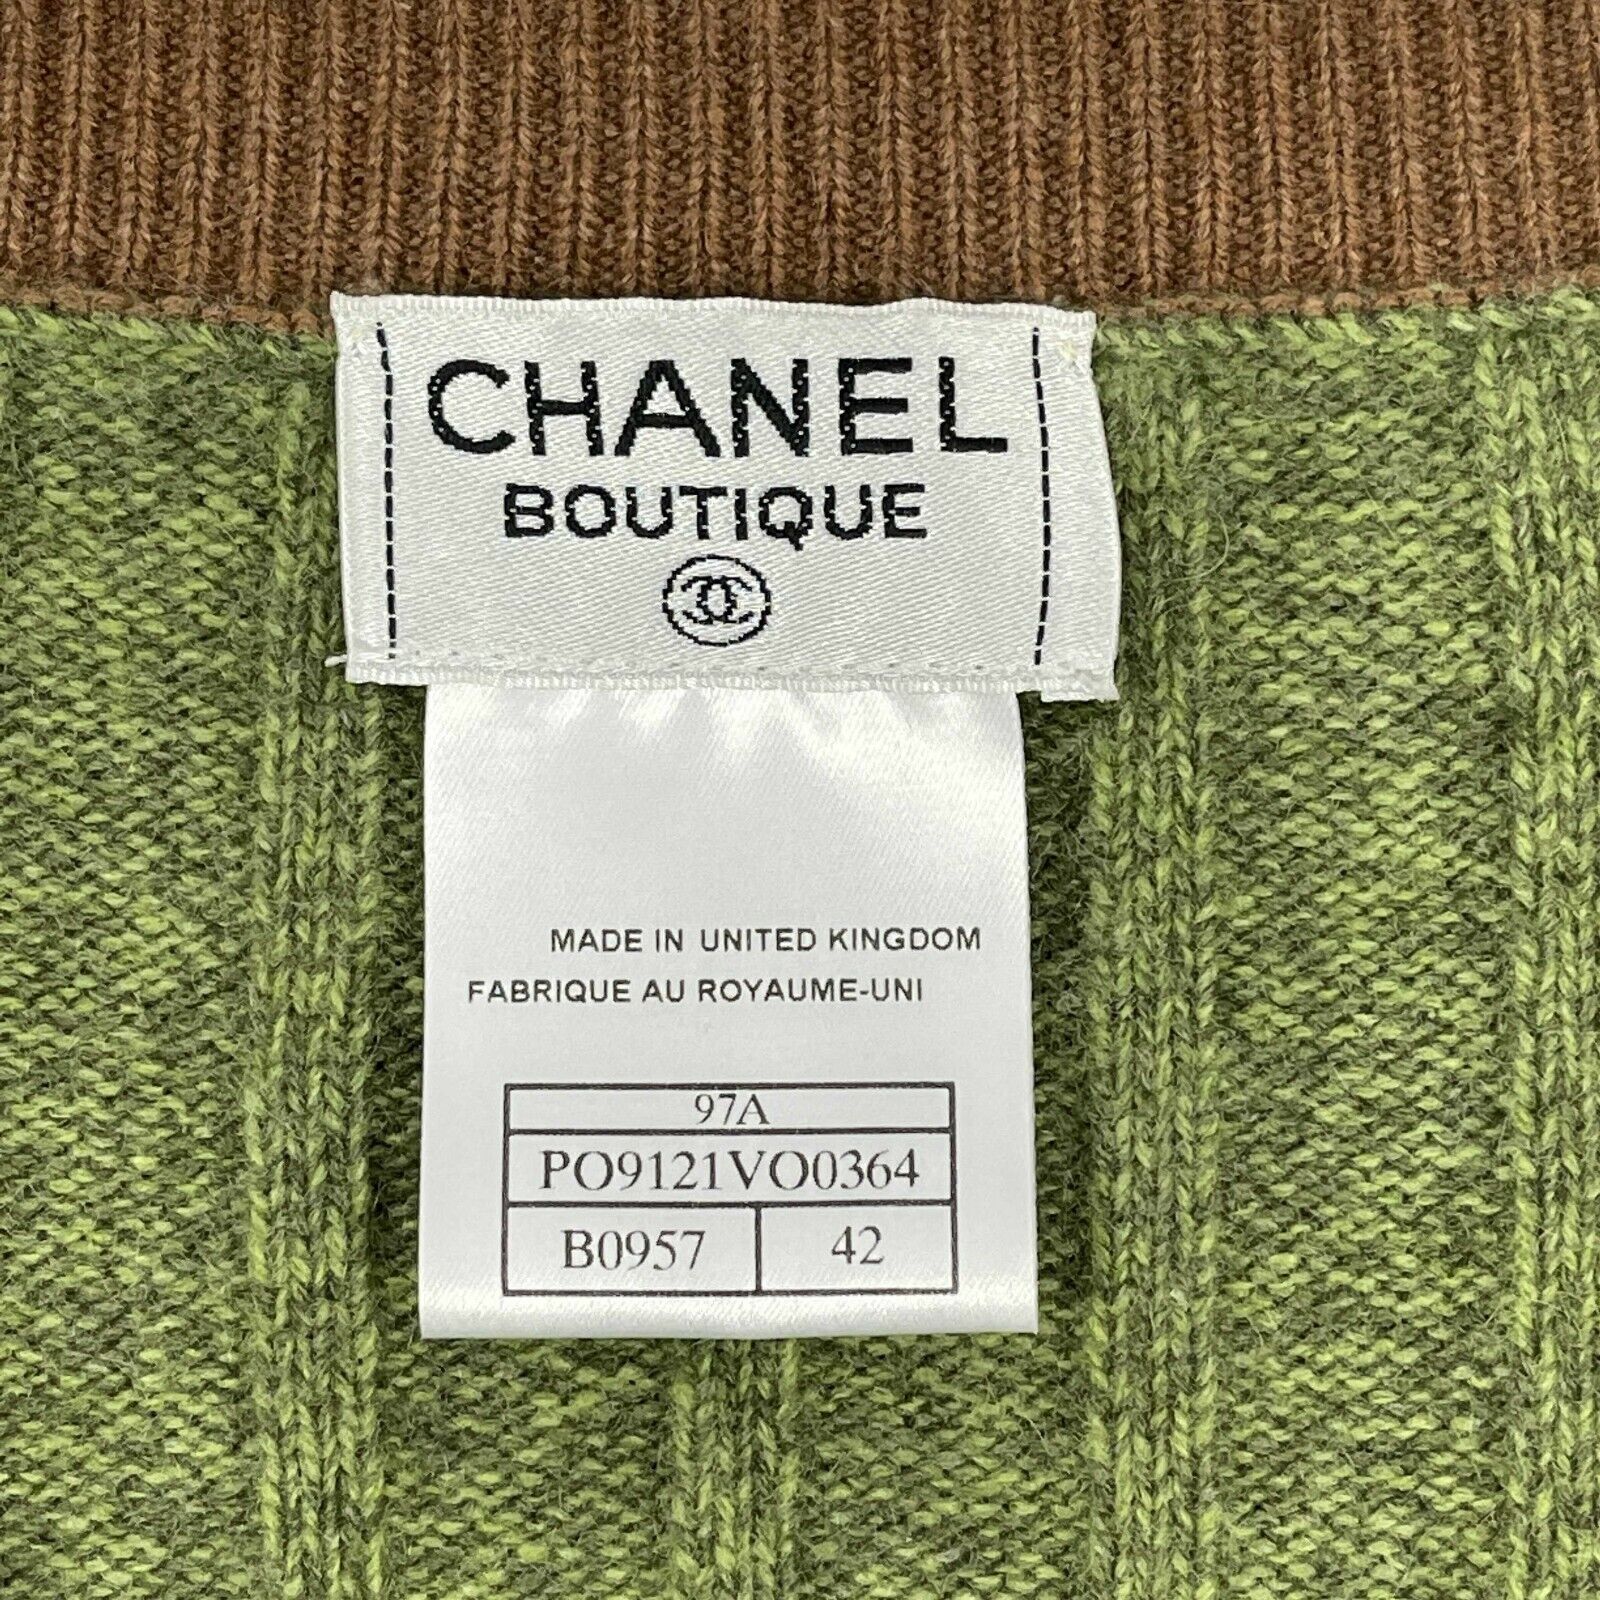 CHANEL
BOUTIQUE
MADE IN UNITED KINGDOM
FABRIQUE AU ROYAUME-UNI
97A
PO9121VO0364
B0957 42